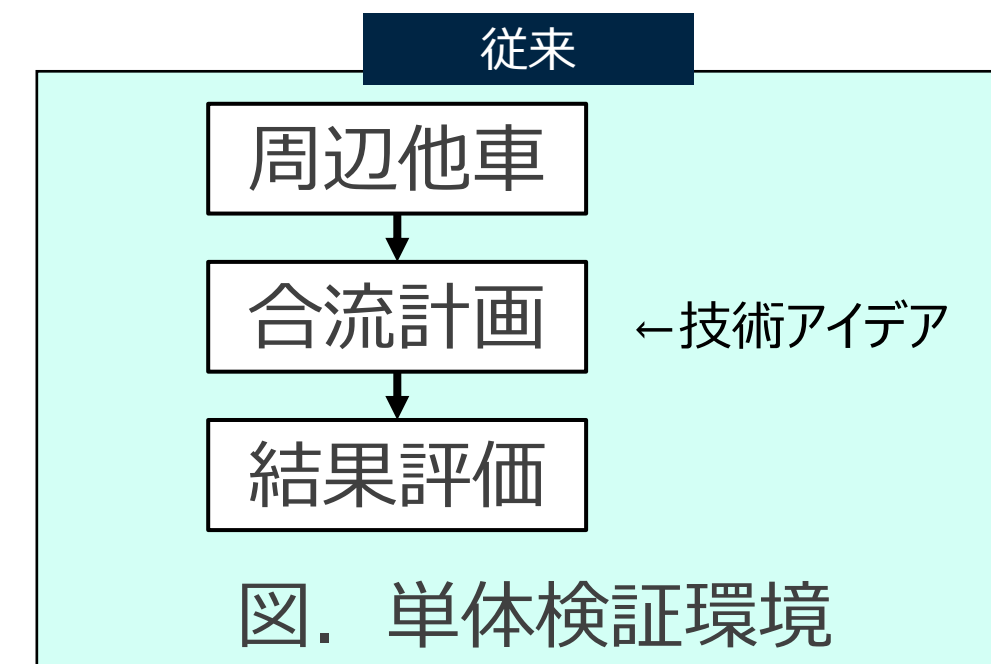 従来
周辺他車
合流計画
←技術アイデア
結果評価
図. 単体検証環境